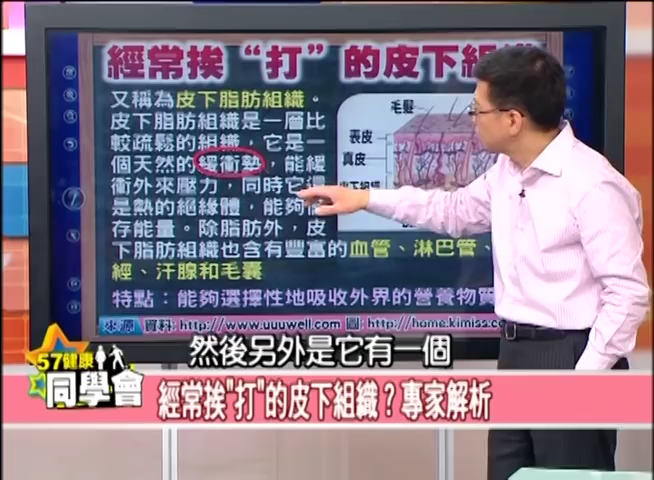 經常挨“打”的皮下組織
又稱為皮下脂肪組織。
皮下脂肪組織是一層比
較疏鬆的組織，它是一
個天然的緩衝墊，能緩
衝外來壓力，同時它還
是熱的絕緣體，能夠儲
存能量。除脂肪外，皮
下脂肪組織也含有豐富的血管、淋巴管、
經、汗腺和毛囊
特點：能夠選擇性地吸收外界的營養物質
毛髮
表皮
真皮
皮下組織
來源 資料：http://www.uuuwell.com 圖：http://home.kimiss.co
然後另外是它有一個
57健康
同學會
經常挨"打"的皮下組織？專家解析